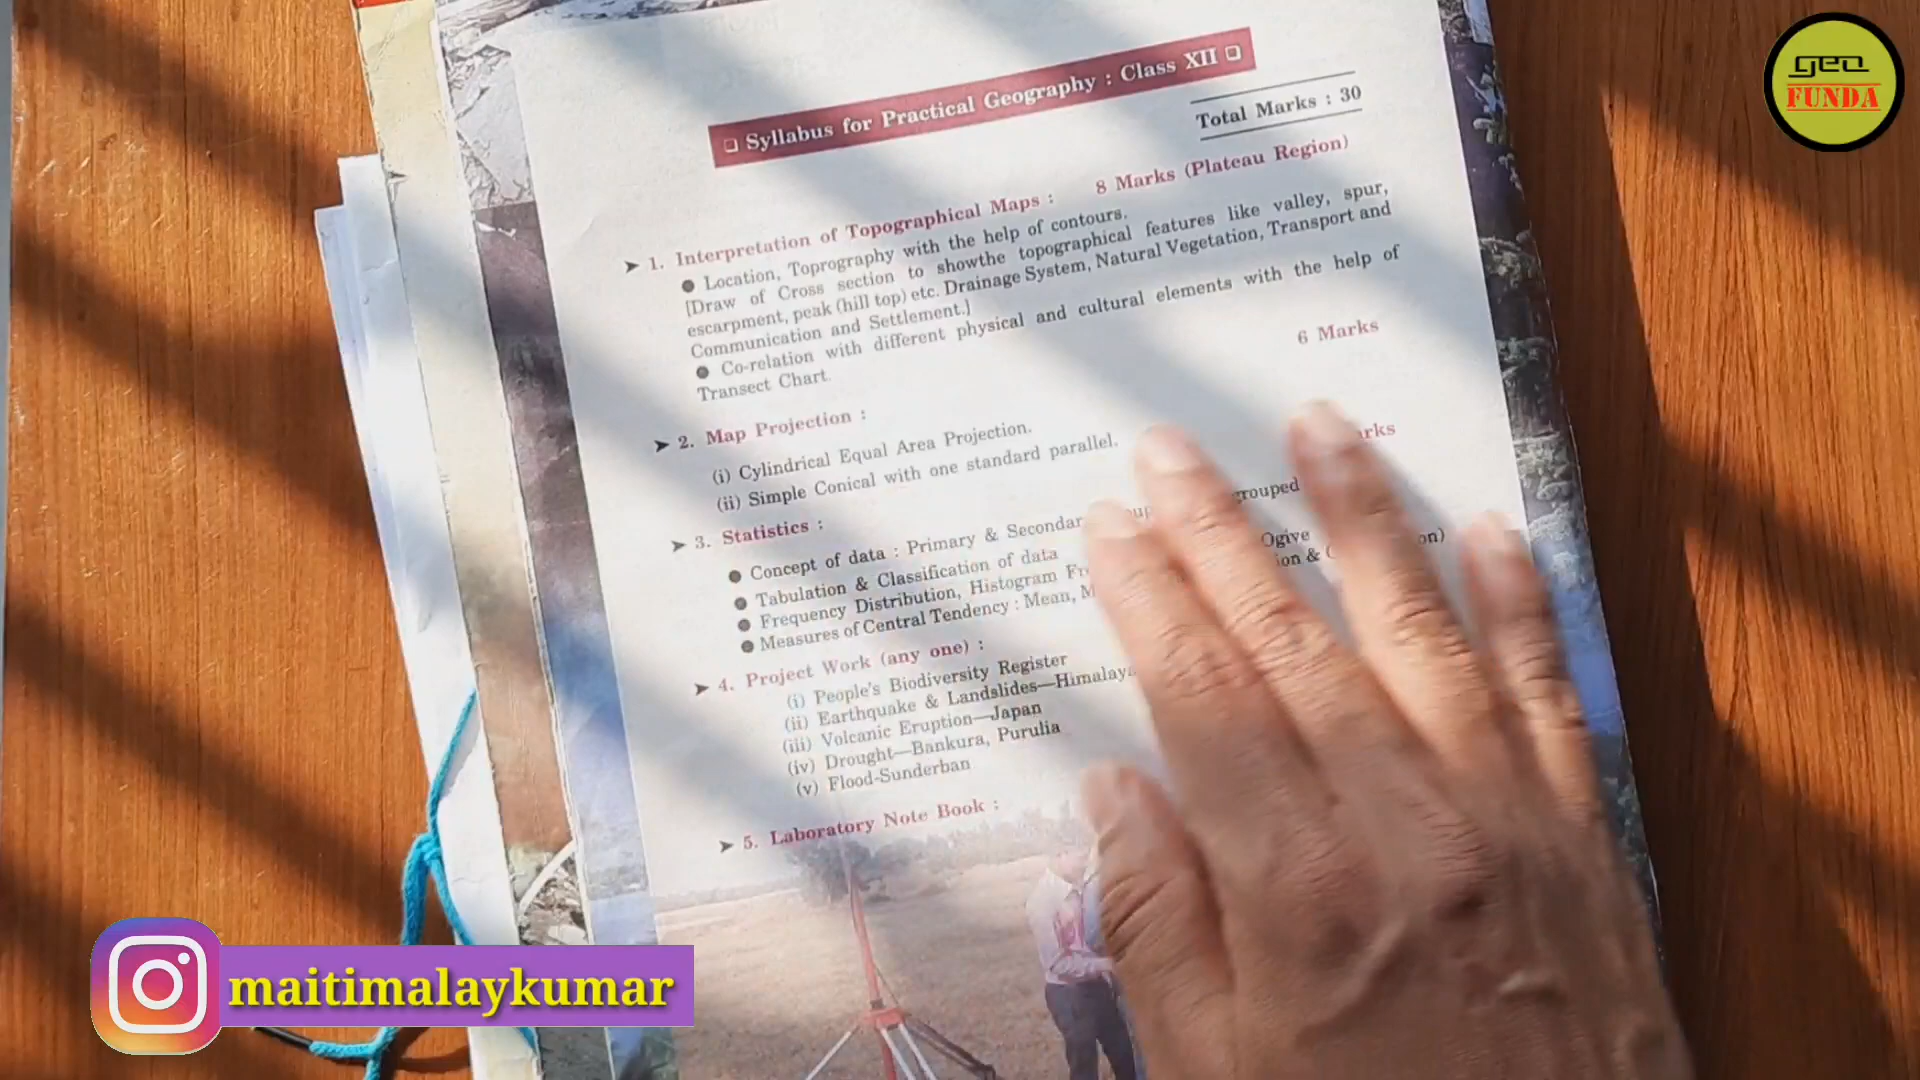 geo
FUNDA
❑ Syllabus for Practical Geography : Class XII ❑
Total Marks : 30
➤ 1. Interpretation of Topographical Maps : 8 Marks (Plateau Region)
● Location, Toprography with the help of contours.
[Draw of Cross section to showthe topographical features like valley, spur,
escarpment, peak (hill top) etc. Drainage System, Natural Vegetation, Transport and
Communication and Settlement.]
● Co-relation with different physical and cultural elements with the help of
Transect Chart.
6 Marks
➤ 2. Map Projection :
(i) Cylindrical Equal Area Projection.
(ii) Simple Conical with one standard parallel.
➤ 3. Statistics :
● Concept of data : Primary & grouped
● Tabulation & Classification of data
● Frequency Distribution, Histogram Ogive
● Measures of Central Tendency : Mean, &
➤ 4. Project Work (any one) :
(i) People's Biodiversity Register
(ii) Earthquake & Landslides—
(iii) Volcanic Eruption—Japan
(iv) Drought—Bankura, Purulia
(v) Flood-Sunderban
➤ 5. Laboratory Note Book :
maitimalaykumar